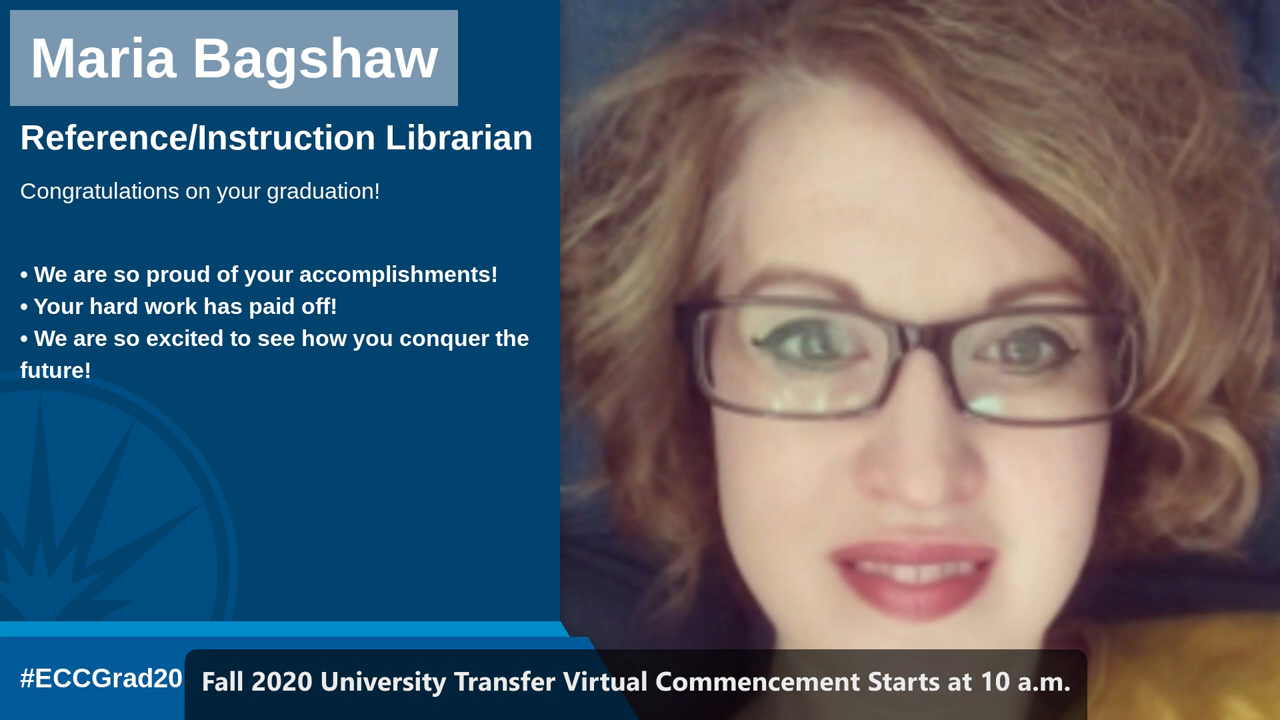 Maria Bagshaw
Reference/Instruction Librarian
Congratulations on your graduation!
• We are so proud of your accomplishments!
• Your hard work has paid off!
• We are so excited to see how you conquer the
future!
#ECCGrad20
Fall 2020 University Transfer Virtual Commencement Starts at 10 a.m.